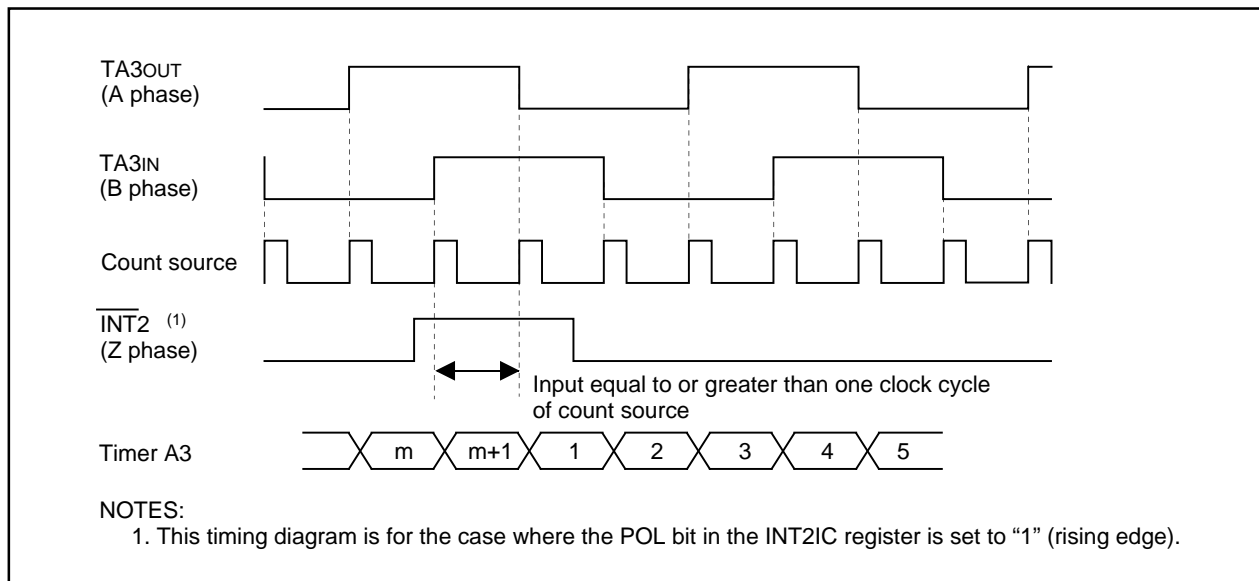 TA3OUT
(A phase)
TA3IN
(B phase)
Count source
INT2 (1)
(Z phase)
Input equal to or greater than one clock cycle
of count source
Timer A3 m m+1 1 2 3 4 5
NOTES:
1. This timing diagram is for the case where the POL bit in the INT2IC register is set to “1” (rising edge).